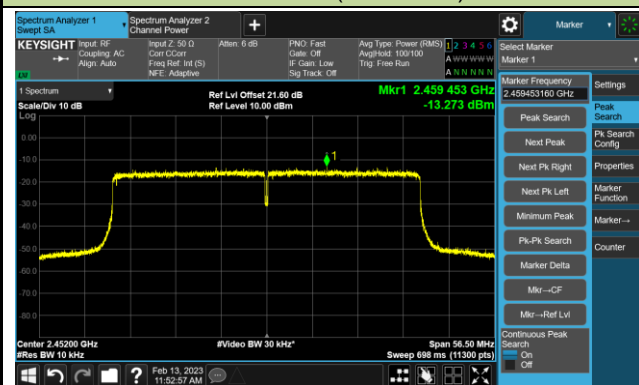 Spectrum Analyzer 1
Swept SA
Spectrum Analyzer 2
Channel Power
+
Marker
KEYSIGHT
Input: RF
Coupling: AC
Align: Auto
Input Z: 50 Ω
Corr CCorr
Freq Ref: Int (S)
NFE: Adaptive
Atten: 6 dB
PNO: Fast
Gate: Off
IF Gain: Low
Sig Track: Off
Avg Type: Power (RMS)
Avg|Hold: 100/100
Trig: Free Run
1 2 3 4 5 6
A W W W W W
A N N N N N
Select Marker
Marker 1
1 Spectrum
Scale/Div 10 dB
Log
Ref Lvl Offset 21.60 dB
Ref Level 10.00 dBm
Mkr1 2.459 453 GHz
-13.273 dBm
0.00
-10.0
-20.0
-30.0
-40.0
-50.0
-60.0
-70.0
-80.0
1
Center 2.45200 GHz
#Res BW 10 kHz
#Video BW 30 kHz*
Span 56.50 MHz
Sweep 698 ms (11300 pts)
Marker Frequency
2.459453160 GHz
Peak Search
Next Peak
Next Pk Right
Next Pk Left
Minimum Peak
Pk-Pk Search
Marker Delta
Mkr→CF
Mkr→Ref Lvl
Continuous Peak
Search
On
Off
Settings
Peak
Search
Pk Search
Config
Properties
Marker
Function
Marker→
Counter
?
Feb 13, 2023
11:52:57 AM